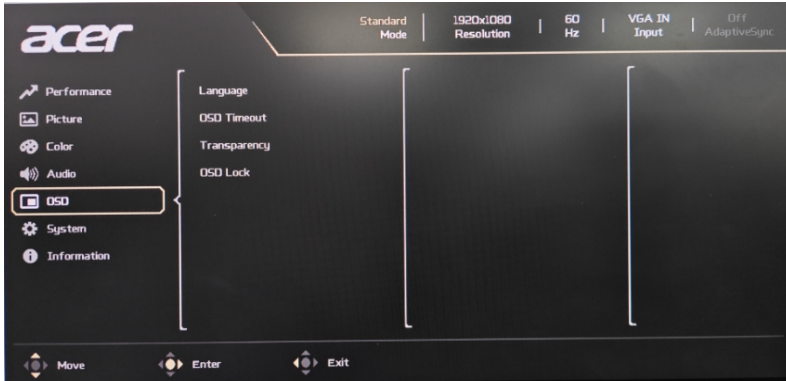 acer
Standard Mode
1920x1080 Resolution
60 Hz
VGA IN Input
Off AdaptiveSync
Performance
Picture
Color
Audio
OSD
System
Information
Language
OSD Timeout
Transparency
OSD Lock
Move
Enter
Exit